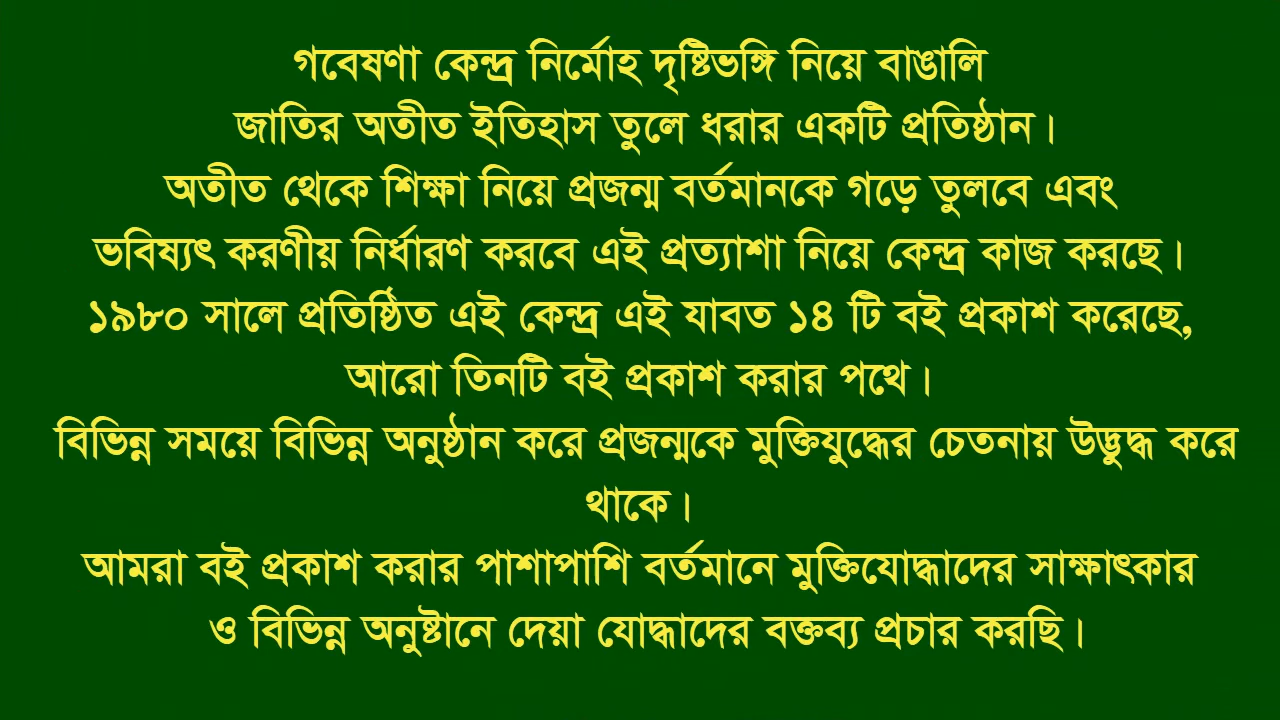 গবেষণা কেন্দ্র নির্মোহ দৃষ্টিভঙ্গি নিয়ে বাঙালি
জাতির অতীত ইতিহাস তুলে ধরার একটি প্রতিষ্ঠান।
অতীত থেকে শিক্ষা নিয়ে প্রজন্ম বর্তমানকে গড়ে তুলবে এবং
ভবিষ্যৎ করণীয় নির্ধারণ করবে এই প্রত্যাশা নিয়ে কেন্দ্র কাজ করছে।
১৯৮০ সালে প্রতিষ্ঠিত এই কেন্দ্র এই যাবত ১৪ টি বই প্রকাশ করেছে,
আরো তিনটি বই প্রকাশ করার পথে।
বিভিন্ন সময়ে বিভিন্ন অনুষ্ঠান করে প্রজন্মকে মুক্তিযুদ্ধের চেতনায় উদ্ভুদ্ধ করে
থাকে।
আমরা বই প্রকাশ করার পাশাপাশি বর্তমানে মুক্তিযোদ্ধাদের সাক্ষাৎকার
ও বিভিন্ন অনুষ্টানে দেয়া যোদ্ধাদের বক্তব্য প্রচার করছি।